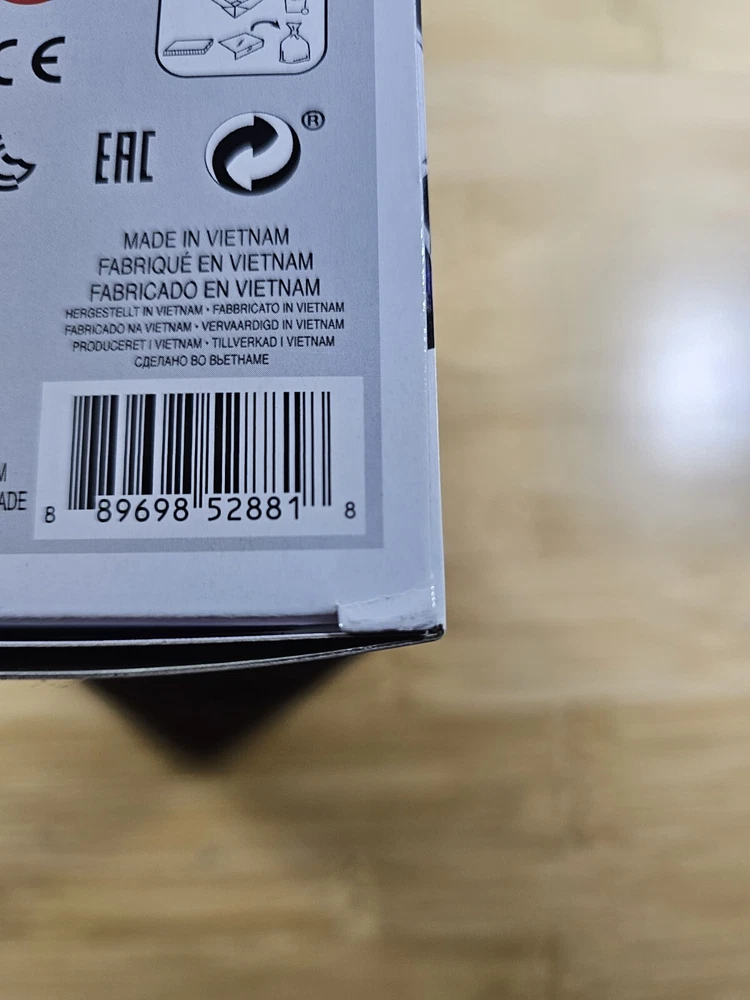 CE
EAC
®
MADE IN VIETNAM
FABRIQUÉ EN VIETNAM
FABRICADO EN VIETNAM
HERGESTELLT IN VIETNAM • FABBRICATO IN VIETNAM
FABRICADO NA VIETNAM • VERVAARDIGD IN VIETNAM
PRODUCERET I VIETNAM • TILLVERKAD I VIETNAM
СДЕЛАНО ВО ВЬЕТНАМЕ
M
ADE
8 89698 52881 8